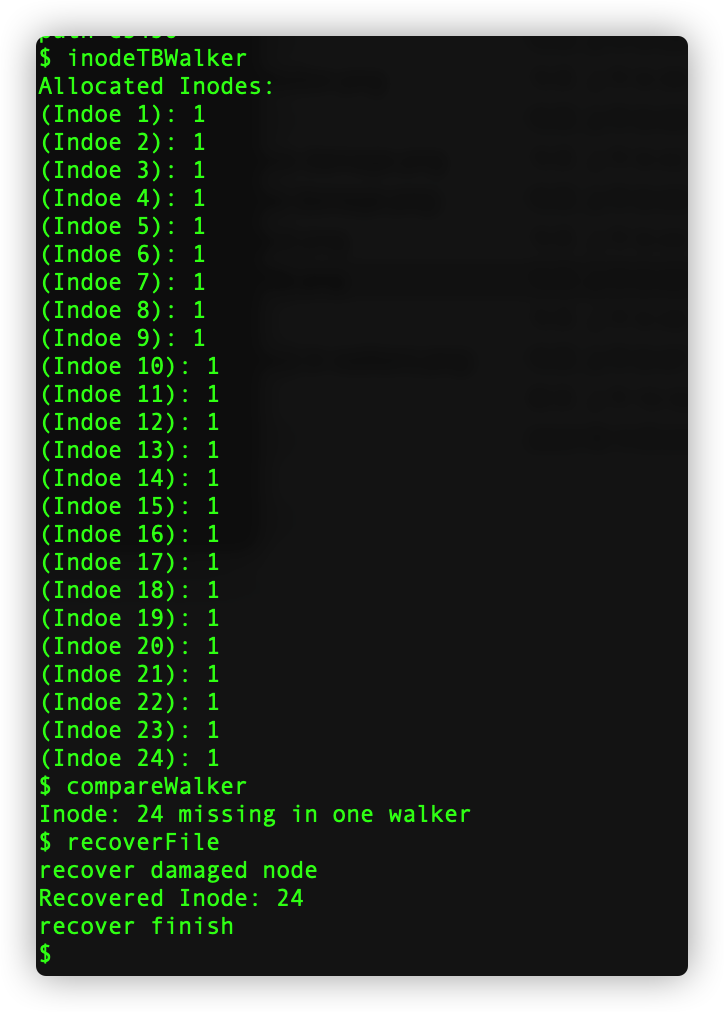 $ inodeTBWalker
Allocated Inodes:
(Indoe 1): 1
(Indoe 2): 1
(Indoe 3): 1
(Indoe 4): 1
(Indoe 5): 1
(Indoe 6): 1
(Indoe 7): 1
(Indoe 8): 1
(Indoe 9): 1
(Indoe 10): 1
(Indoe 11): 1
(Indoe 12): 1
(Indoe 13): 1
(Indoe 14): 1
(Indoe 15): 1
(Indoe 16): 1
(Indoe 17): 1
(Indoe 18): 1
(Indoe 19): 1
(Indoe 20): 1
(Indoe 21): 1
(Indoe 22): 1
(Indoe 23): 1
(Indoe 24): 1
$ compareWalker
Inode: 24 missing in one walker
$ recoverFile
recover damaged node
Recovered Inode: 24
recover finish
$